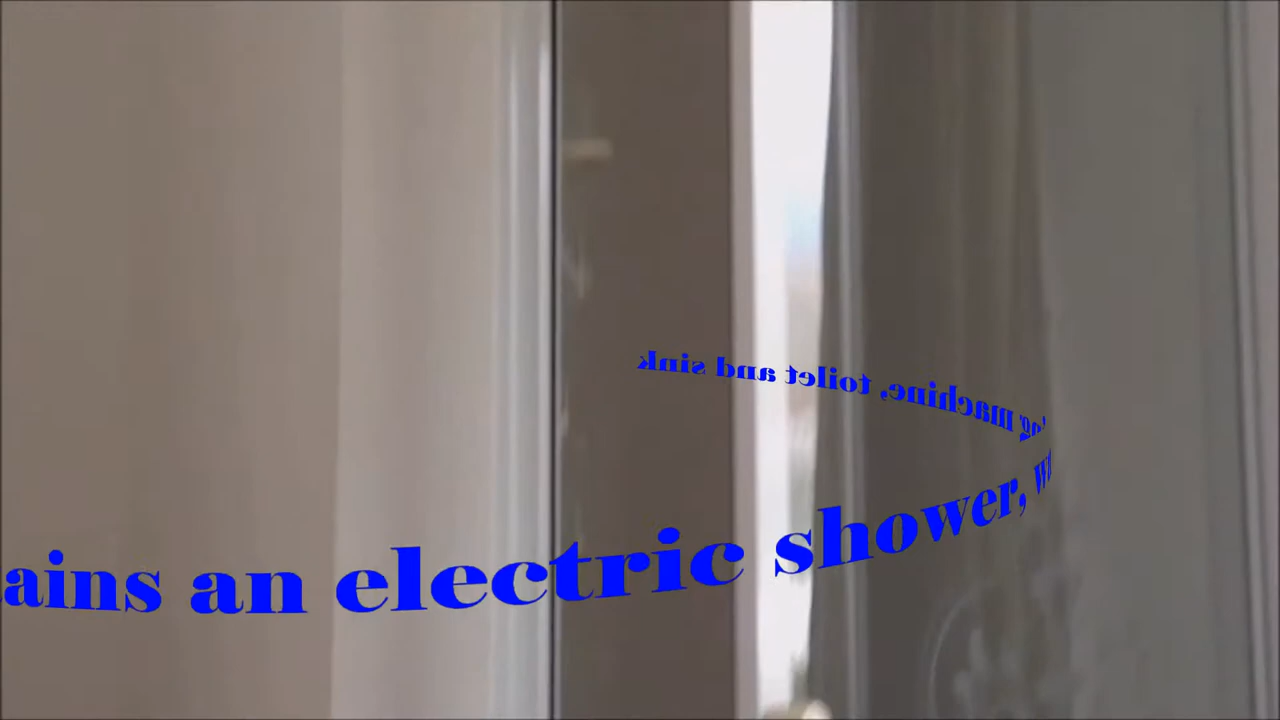 ains an electric shower,
machine, toilet and sink